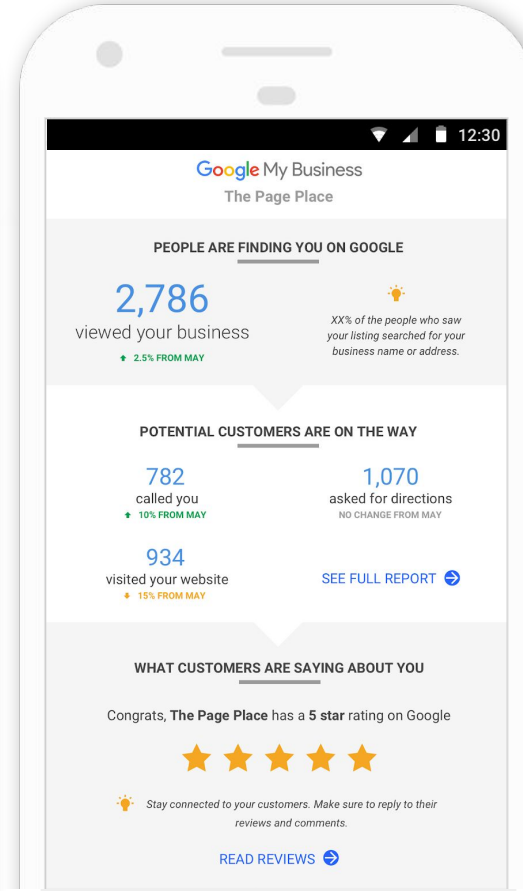 12:30
Google My Business
The Page Place
PEOPLE ARE FINDING YOU ON GOOGLE
2,786
viewed your business
2.5% FROM MAY
XX% of the people who saw
your listing searched for your
business name or address.
POTENTIAL CUSTOMERS ARE ON THE WAY
782
called you
10% FROM MAY
1,070
asked for directions
NO CHANGE FROM MAY
934
visited your website
15% FROM MAY
SEE FULL REPORT
WHAT CUSTOMERS ARE SAYING ABOUT YOU
Congrats, The Page Place has a 5 star rating on Google
Stay connected to your customers. Make sure to reply to their
reviews and comments.
READ REVIEWS